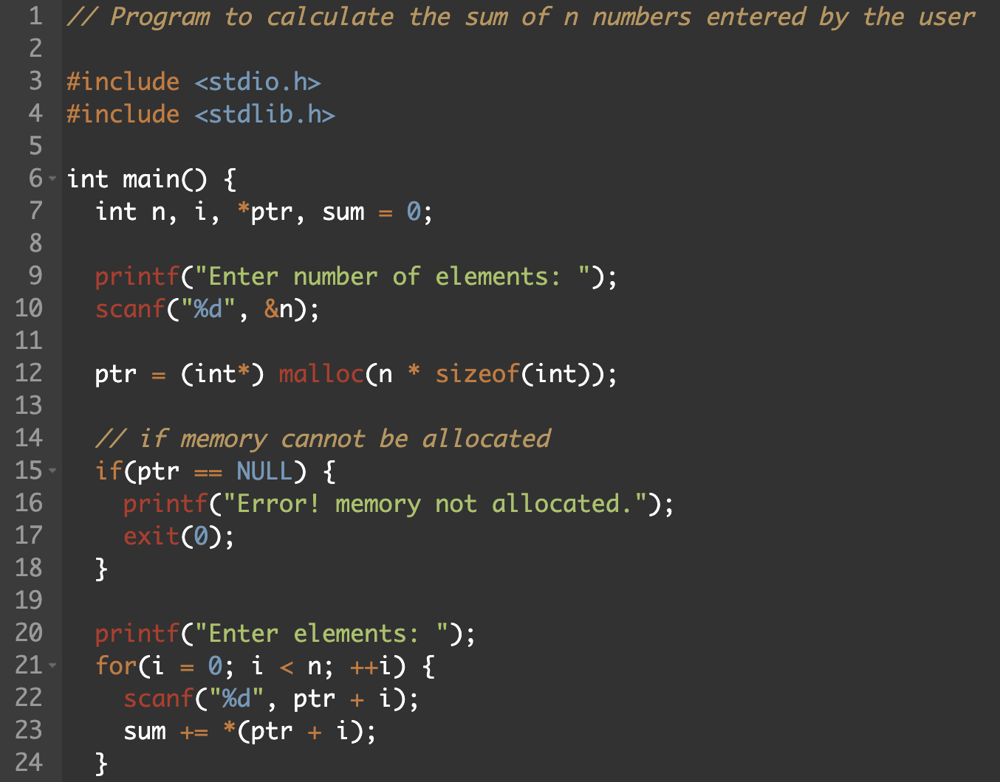 1 // Program to calculate the sum of n numbers entered by the user
2
3 #include <stdio.h>
4 #include <stdlib.h>
5
6 int main() {
7   int n, i, *ptr, sum = 0;
8
9   printf("Enter number of elements: ");
10   scanf("%d", &n);
11
12   ptr = (int*) malloc(n * sizeof(int));
13
14   // if memory cannot be allocated
15   if(ptr == NULL) {
16     printf("Error! memory not allocated.");
17     exit(0);
18   }
19
20   printf("Enter elements: ");
21   for(i = 0; i < n; ++i) {
22     scanf("%d", ptr + i);
23     sum += *(ptr + i);
24   }